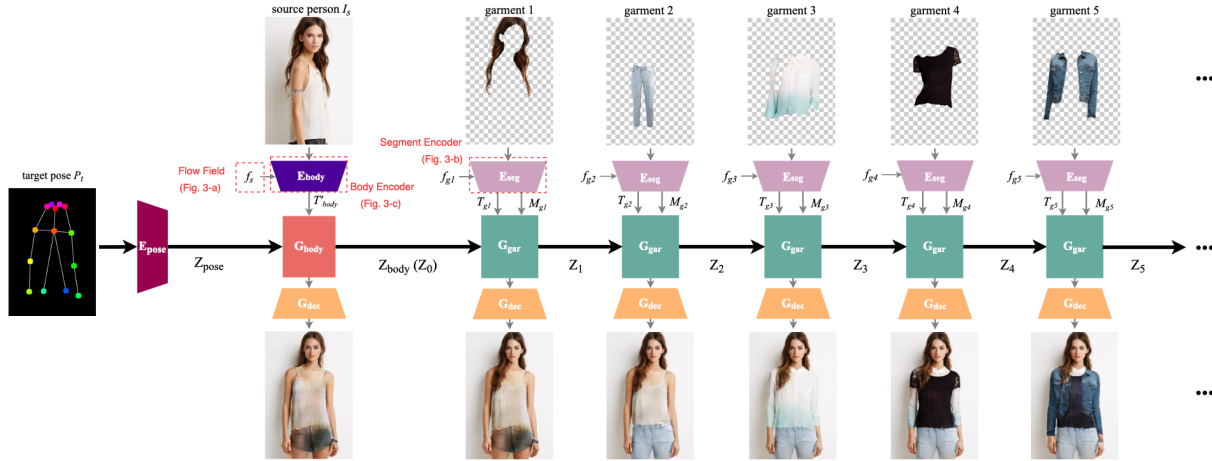 source person I_s
garment 1
garment 2
garment 3
garment 4
garment 5
Segment Encoder
(Fig. 3-b)
Flow Field
(Fig. 3-a)
f_s
E_body
Body Encoder
(Fig. 3-c)
f_g1
E_seg
f_g2
E_seg
f_g3
E_seg
f_g4
E_seg
f_g5
E_seg
target pose P_t
T'_body
T_g1
M_g1
T_g2
M_g2
T_g3
M_g3
T_g4
M_g4
T_g5
M_g5
E_pose
Z_pose
G_body
Z_body (Z_0)
G_gar
Z_1
G_gar
Z_2
G_gar
Z_3
G_gar
Z_4
G_gar
Z_5
...
G_dec
G_dec
G_dec
G_dec
G_dec
G_dec
...
...